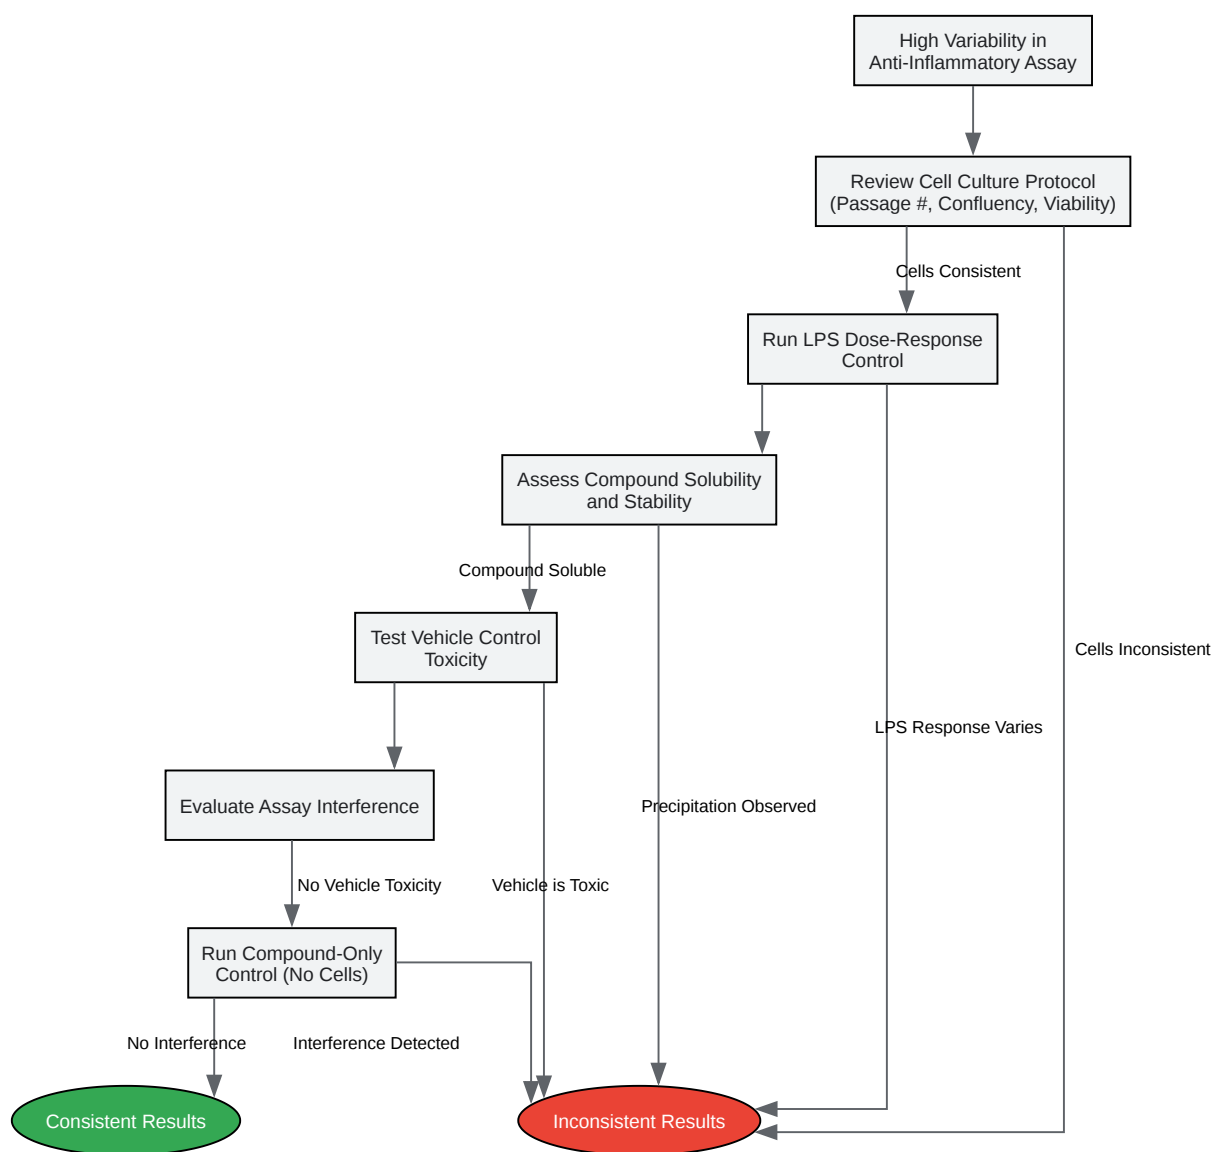 High Variability in
Anti-Inflammatory Assay
Review Cell Culture Protocol
(Passage #, Confluency, Viability)
Cells Consistent
Run LPS Dose-Response
Control
Assess Compound Solubility
and Stability
Compound Soluble
Test Vehicle Control
Toxicity
Cells Inconsistent
LPS Response Varies
Evaluate Assay Interference
Precipitation Observed
No Vehicle Toxicity
Vehicle is Toxic
Run Compound-Only
Control (No Cells)
No Interference
Interference Detected
Consistent Results
Inconsistent Results